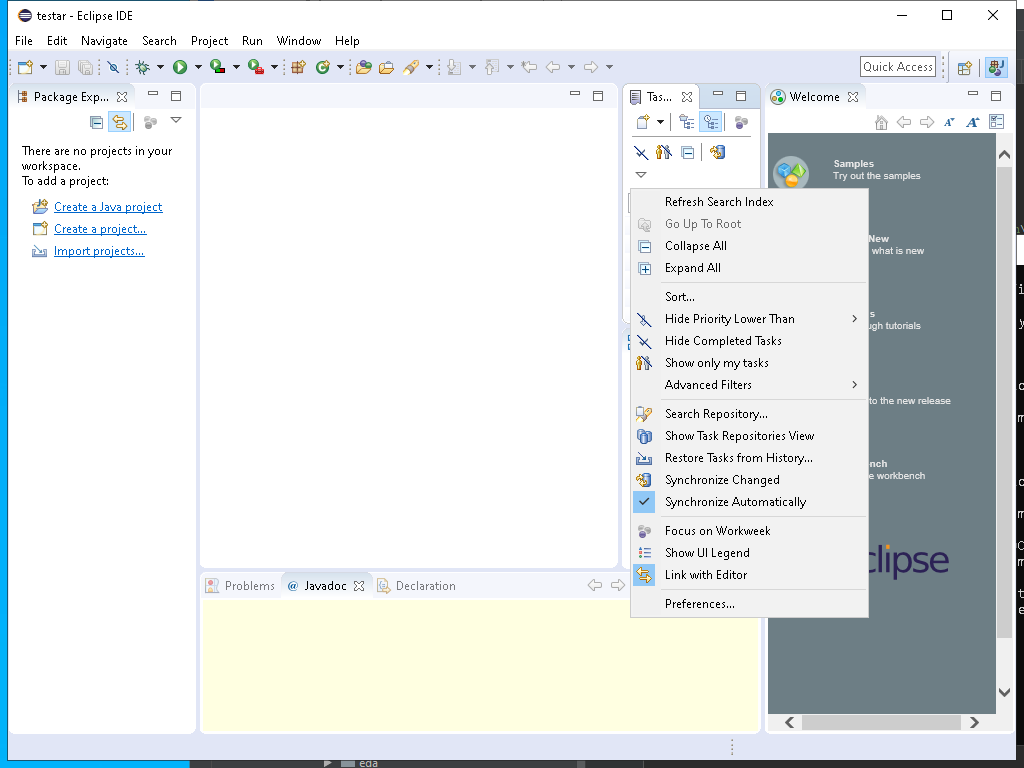 testar - Eclipse IDE
File Edit Navigate Search Project Run Window Help
Quick Access
Package Exp...
There are no projects in your
workspace.
To add a project:
Create a Java project
Create a project...
Import projects...
Tas...
Refresh Search Index
Go Up To Root
Collapse All
Expand All
Sort...
Hide Priority Lower Than
Hide Completed Tasks
Show only my tasks
Advanced Filters
Search Repository...
Show Task Repositories View
Restore Tasks from History...
Synchronize Changed
Synchronize Automatically
Focus on Workweek
Show UI Legend
Link with Editor
Preferences...
Welcome
Samples
Try out the samples
New
what is new
to the new release
workbench
clipse
Problems @ Javadoc Declaration
eda